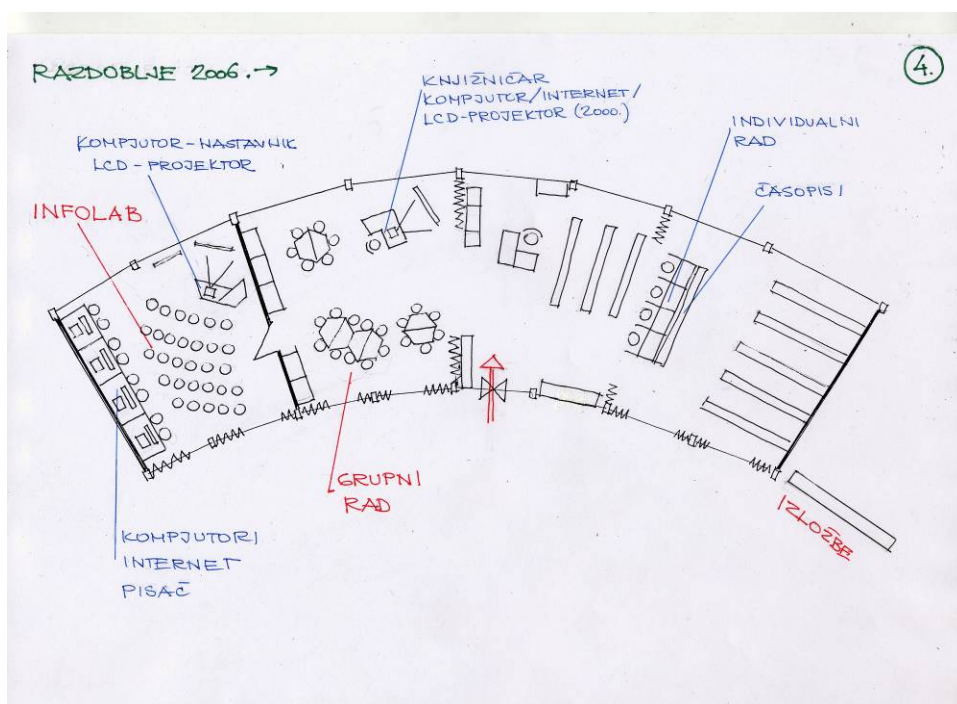 RAZDOBLJE 2006.→
4.
KNJIŽNIČAR
KOMPJUTOR/INTERNET/
LCD-PROJEKTOR (2000.)
INDIVIDUALNI
RAD
KOMPJUTOR-NASTAVNIK
LCD-PROJEKTOR
ČASOPISI
INFOLAB
GRUPNI
RAD
IZLOŽBE
KOMPJUTORI
INTERNET
PISAČ